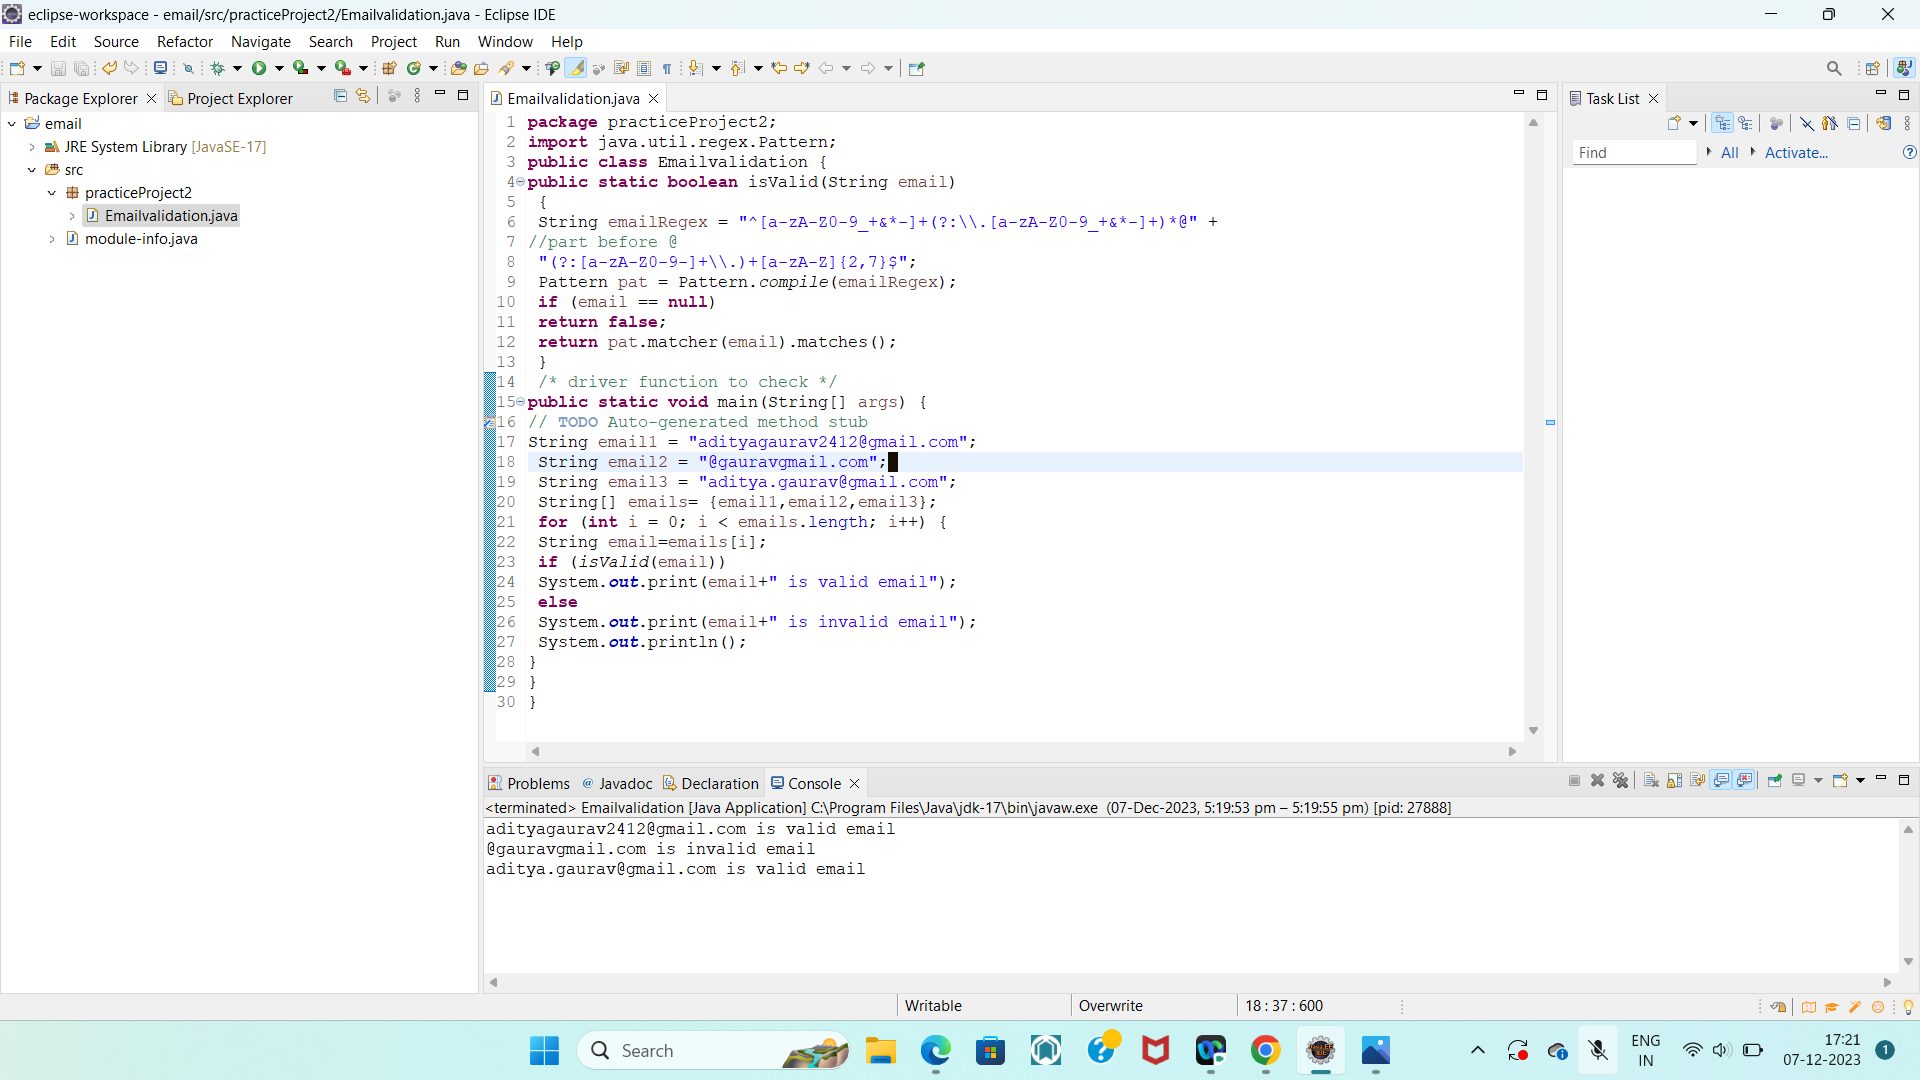 eclipse-workspace - email/src/practiceProject2/Emailvalidation.java - Eclipse IDE
File Edit Source Refactor Navigate Search Project Run Window Help
Package Explorer Project Explorer
email
JRE System Library [JavaSE-17]
src
practiceProject2
Emailvalidation.java
module-info.java
Emailvalidation.java
1 package practiceProject2;
2 import java.util.regex.Pattern;
3 public class Emailvalidation {
4 public static boolean isValid(String email)
5 {
6 String emailRegex = "^[a-zA-Z0-9_+&*-]+(?:\\.[a-zA-Z0-9_+&*-]+)*@" +
7 //part before @
8 "(?:[a-zA-Z0-9-]+\\.)+[a-zA-Z]{2,7}$";
9 Pattern pat = Pattern.compile(emailRegex);
10 if (email == null)
11 return false;
12 return pat.matcher(email).matches();
13 }
14 /* driver function to check */
15 public static void main(String[] args) {
16 // TODO Auto-generated method stub
17 String email1 = "adityagaurav2412@gmail.com";
18 String email2 = "@gauravgmail.com";
19 String email3 = "aditya.gaurav@gmail.com";
20 String[] emails= {email1,email2,email3};
21 for (int i = 0; i < emails.length; i++) {
22 String email=emails[i];
23 if (isValid(email))
24 System.out.print(email+" is valid email");
25 else
26 System.out.print(email+" is invalid email");
27 System.out.println();
28 }
29 }
30 }
Task List
Find All Activate...
Problems Javadoc Declaration Console
<terminated> Emailvalidation [Java Application] C:\Program Files\Java\jdk-17\bin\javaw.exe (07-Dec-2023, 5:19:53 pm – 5:19:55 pm) [pid: 27888]
adityagaurav2412@gmail.com is valid email
@gauravgmail.com is invalid email
aditya.gaurav@gmail.com is valid email
Writable Overwrite 18 : 37 : 600
Search
ENG
IN
17:21
07-12-2023
1